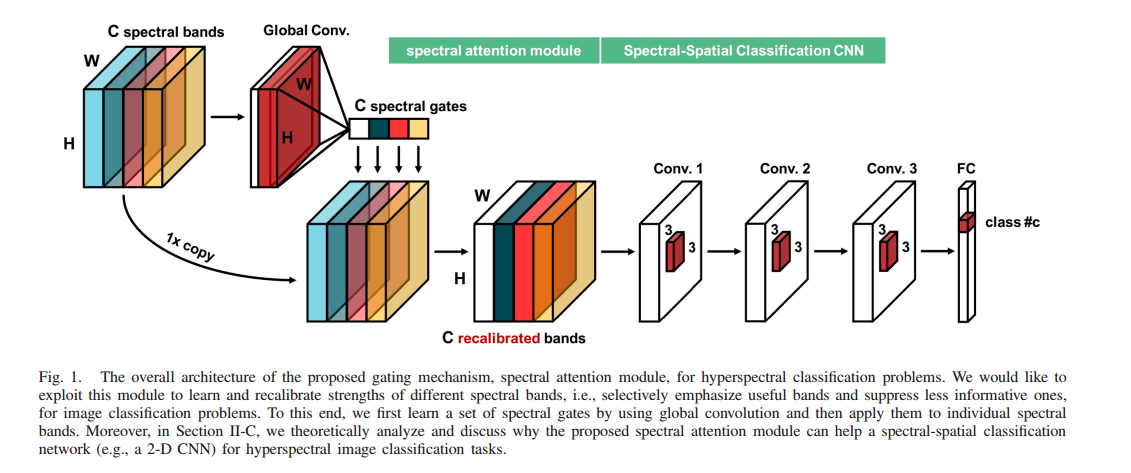 C spectral bands
Global Conv.
spectral attention module
Spectral-Spatial Classification CNN
W
H
W
H
C spectral gates
1x copy
W
H
C recalibrated bands
Conv. 1
3
3
Conv. 2
3
3
Conv. 3
3
3
FC
class #c
Fig. 1. The overall architecture of the proposed gating mechanism, spectral attention module, for hyperspectral classification problems. We would like to
exploit this module to learn and recalibrate strengths of different spectral bands, i.e., selectively emphasize useful bands and suppress less informative ones,
for image classification problems. To this end, we first learn a set of spectral gates by using global convolution and then apply them to individual spectral
bands. Moreover, in Section II-C, we theoretically analyze and discuss why the proposed spectral attention module can help a spectral-spatial classification
network (e.g., a 2-D CNN) for hyperspectral image classification tasks.